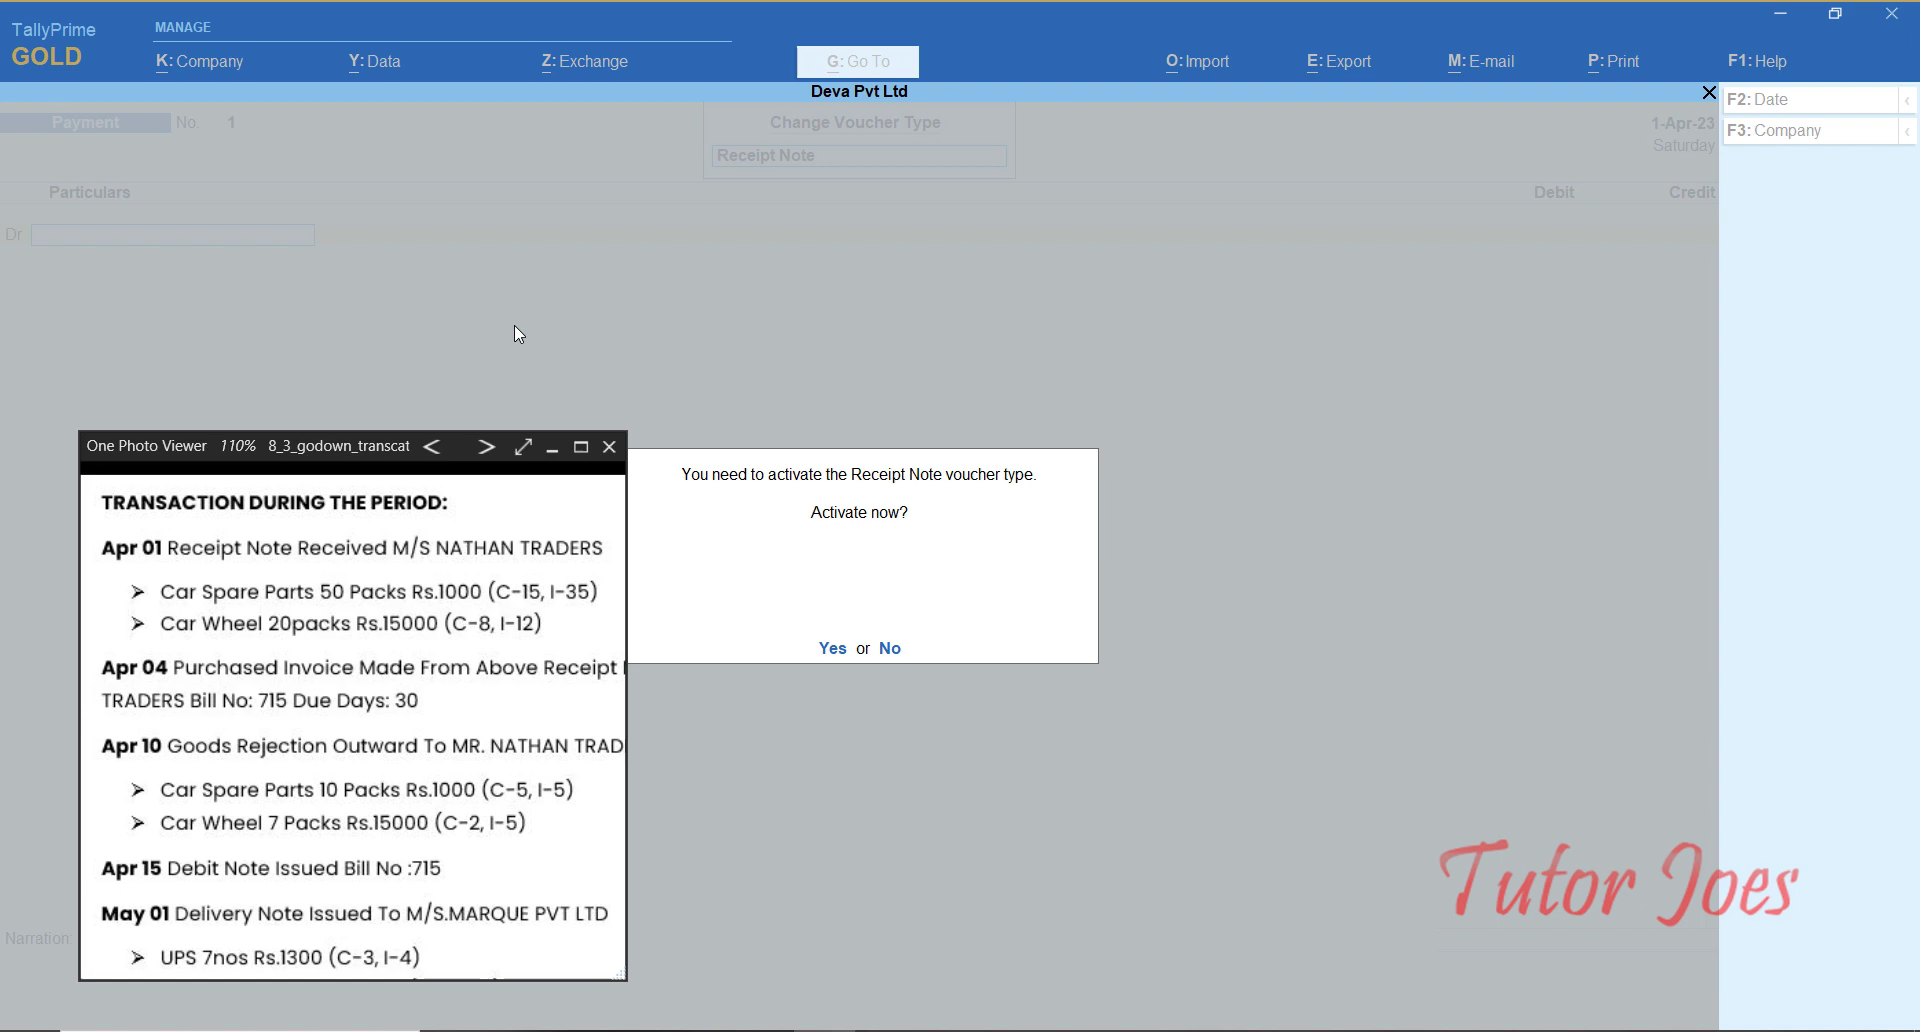 TallyPrime
GOLD
MANAGE
K: Company
Y: Data
Z: Exchange
G: Go To
O: Import
E: Export
M: E-mail
P: Print
F1: Help
Deva Pvt Ltd
F2: Date
F3: Company
Payment No. 1
Change Voucher Type
Receipt Note
1-Apr-23
Saturday
Particulars
Debit
Credit
Dr
One Photo Viewer 110% 8_3_godown_transcat
TRANSACTION DURING THE PERIOD:
Apr 01 Receipt Note Received M/S NATHAN TRADERS
➢ Car Spare Parts 50 Packs Rs.1000 (C-15, I-35)
➢ Car Wheel 20packs Rs.15000 (C-8, I-12)
Apr 04 Purchased Invoice Made From Above Receipt
TRADERS Bill No: 715 Due Days: 30
Apr 10 Goods Rejection Outward To MR. NATHAN TRAD
➢ Car Spare Parts 10 Packs Rs.1000 (C-5, I-5)
➢ Car Wheel 7 Packs Rs.15000 (C-2, I-5)
Apr 15 Debit Note Issued Bill No :715
May 01 Delivery Note Issued To M/S.MARQUE PVT LTD
➢ UPS 7nos Rs.1300 (C-3, I-4)
You need to activate the Receipt Note voucher type.
Activate now?
Yes or No
Narration:
Tutor Joes